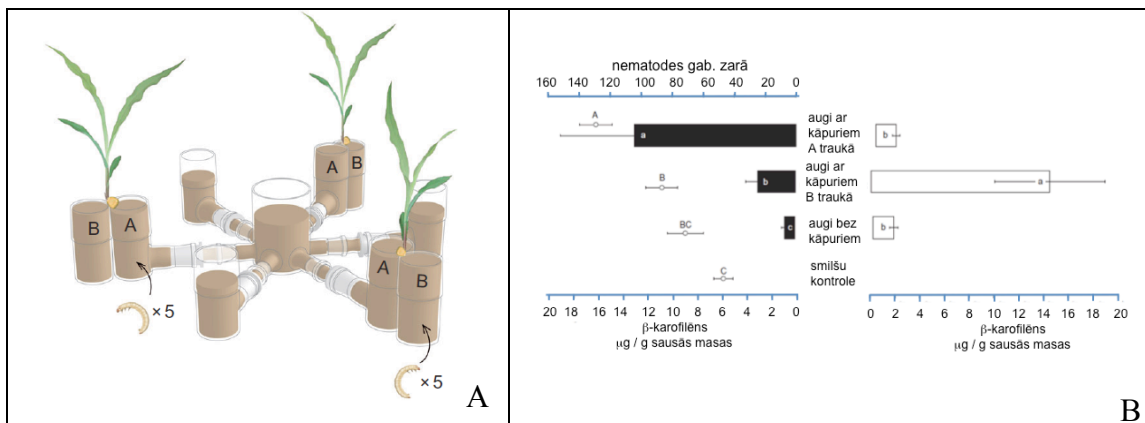 A
B
B
A
A
B
× 5
× 5
A
nematodes gab. zarā
160 140 120 100 80 60 40 20 0
A
a
augi ar
kāpuriem
A traukā
b
B
b
augi ar
kāpuriem
B traukā
a
BC
c
augi bez
kāpuriem
b
C
smilšu
kontrole
20 18 16 14 12 10 8 6 4 2 0
0 2 4 6 8 10 12 14 16 18 20
β-karofilēns
μg / g sausās masas
β-karofilēns
μg / g sausās masas
B